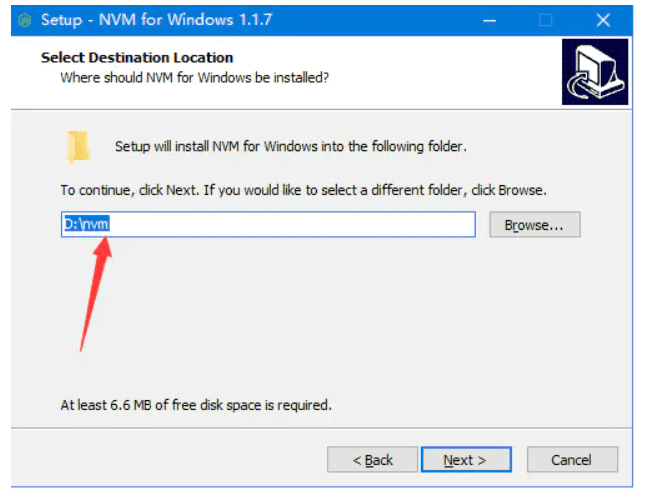 Setup - NVM for Windows 1.1.7
Select Destination Location
Where should NVM for Windows be installed?
Setup will install NVM for Windows into the following folder.
To continue, click Next. If you would like to select a different folder, click Browse.
D:\nvm
Browse...
At least 6.6 MB of free disk space is required.
< Back
Next >
Cancel